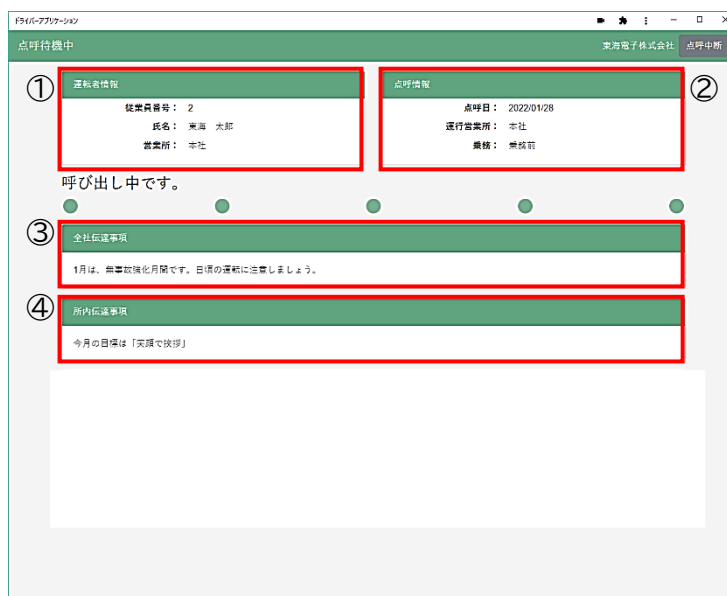 ドライバーアプリケーション
点呼待機中
東海電子株式会社 点呼中断
①
運転者情報
従業員番号: 2
氏名: 東海 太郎
営業所: 本社
②
点呼情報
点呼日: 2022/01/28
運行営業所: 本社
乗務: 乗務前
呼び出し中です。
③
全社伝達事項
1月は、無事故強化月間です。日頃の運転に注意しましょう。
④
所内伝達事項
今月の目標は「笑顔で挨拶」